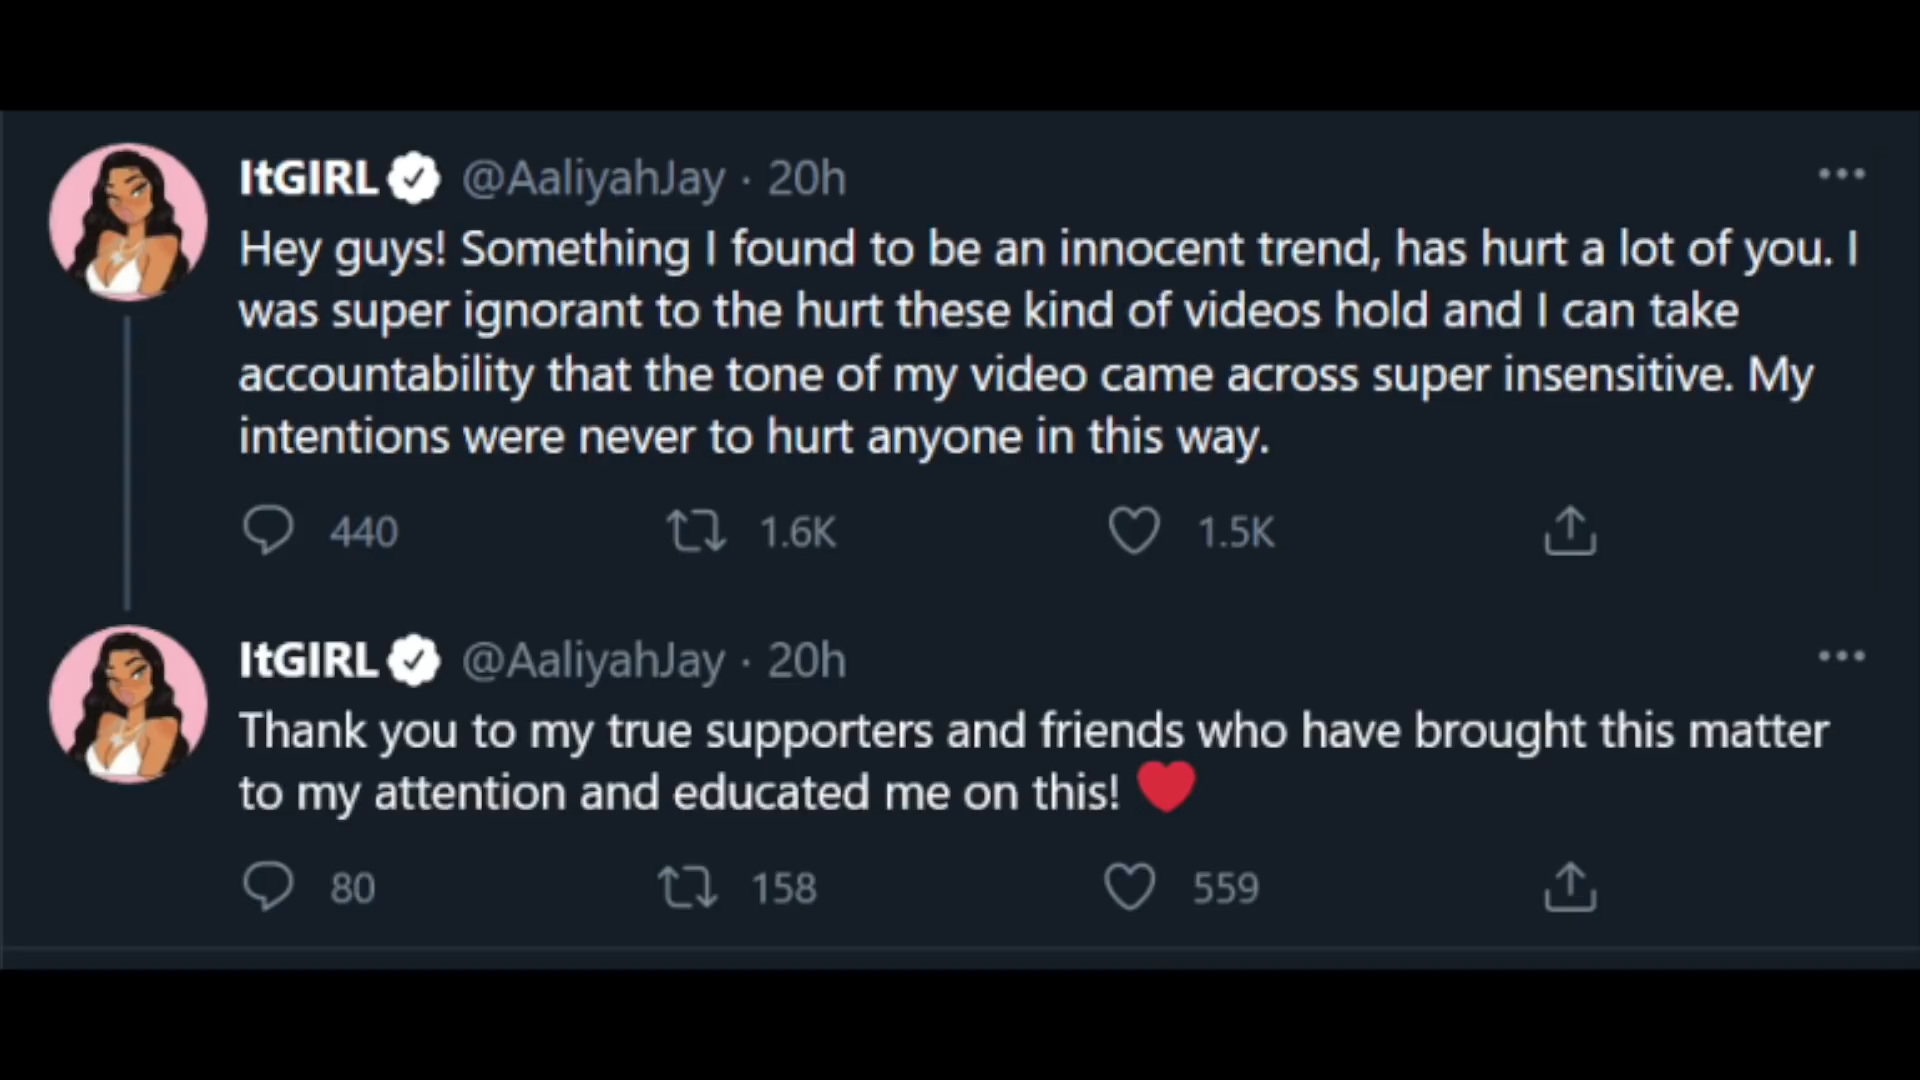 ItGIRL @AaliyahJay · 20h
Hey guys! Something I found to be an innocent trend, has hurt a lot of you. I
was super ignorant to the hurt these kind of videos hold and I can take
accountability that the tone of my video came across super insensitive. My
intentions were never to hurt anyone in this way.
440 1.6K 1.5K
ItGIRL @AaliyahJay · 20h
Thank you to my true supporters and friends who have brought this matter
to my attention and educated me on this! ❤️
80 158 559